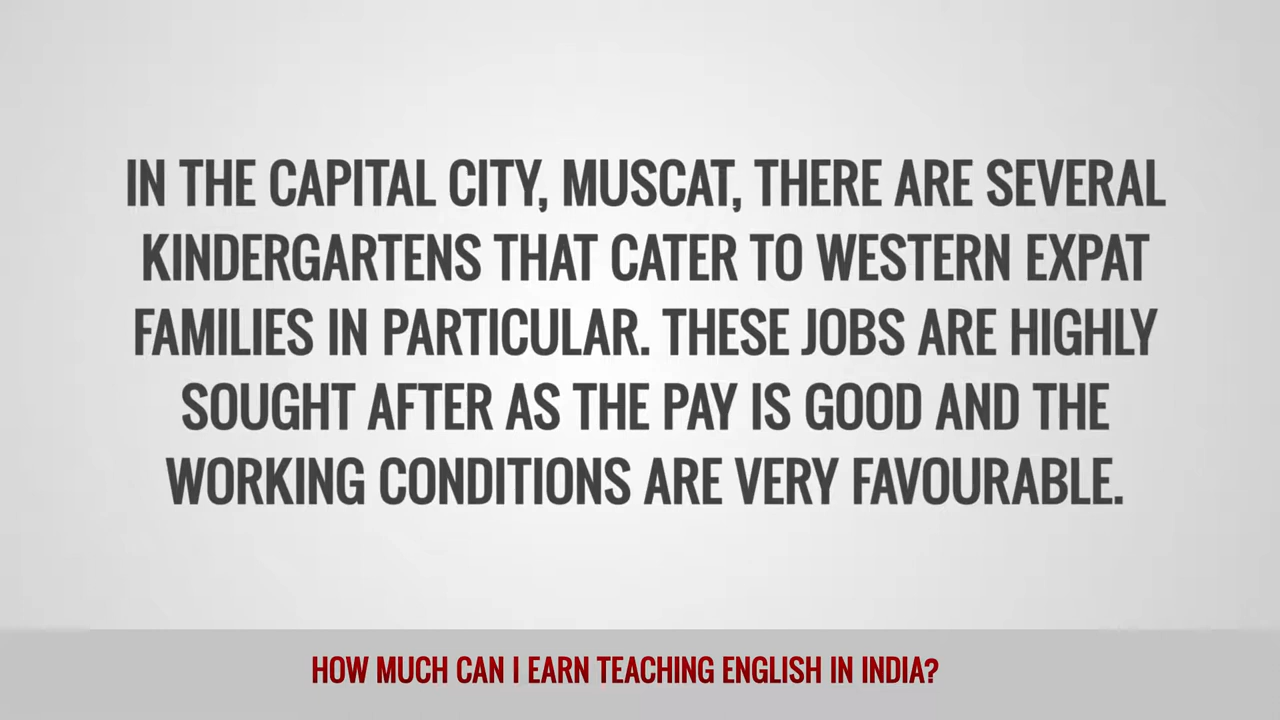 IN THE CAPITAL CITY, MUSCAT, THERE ARE SEVERAL
KINDERGARTENS THAT CATER TO WESTERN EXPAT
FAMILIES IN PARTICULAR. THESE JOBS ARE HIGHLY
SOUGHT AFTER AS THE PAY IS GOOD AND THE
WORKING CONDITIONS ARE VERY FAVOURABLE.
HOW MUCH CAN I EARN TEACHING ENGLISH IN INDIA?